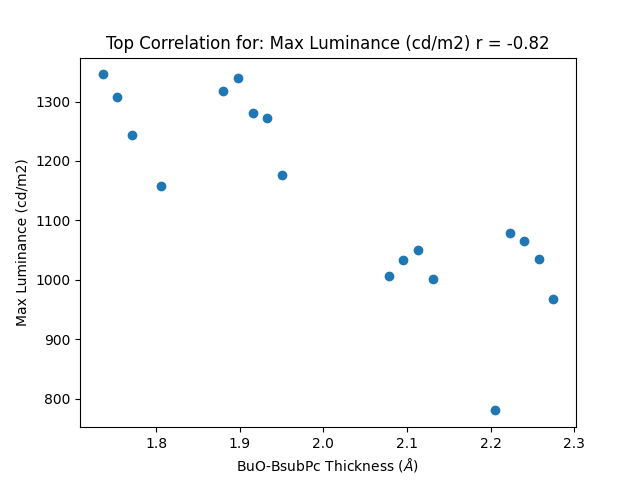 Top Correlation for: Max Luminance (cd/m2) r = -0.82
Max Luminance (cd/m2)
1300
1200
1100
1000
900
800
1.8 1.9 2.0 2.1 2.2 2.3
BuO-BsubPc Thickness (Å)